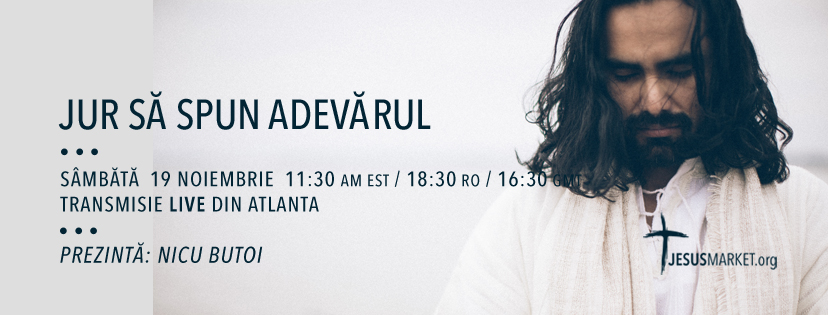 JUR SĂ SPUN ADEVĂRUL
SÂMBĂTĂ 19 NOIEMBRIE 11:30 AM EST / 18:30 RO / 16:30 GMT
TRANSMISIE LIVE DIN ATLANTA
PREZINTĂ: NICU BUTOI
JESUSMARKET.org